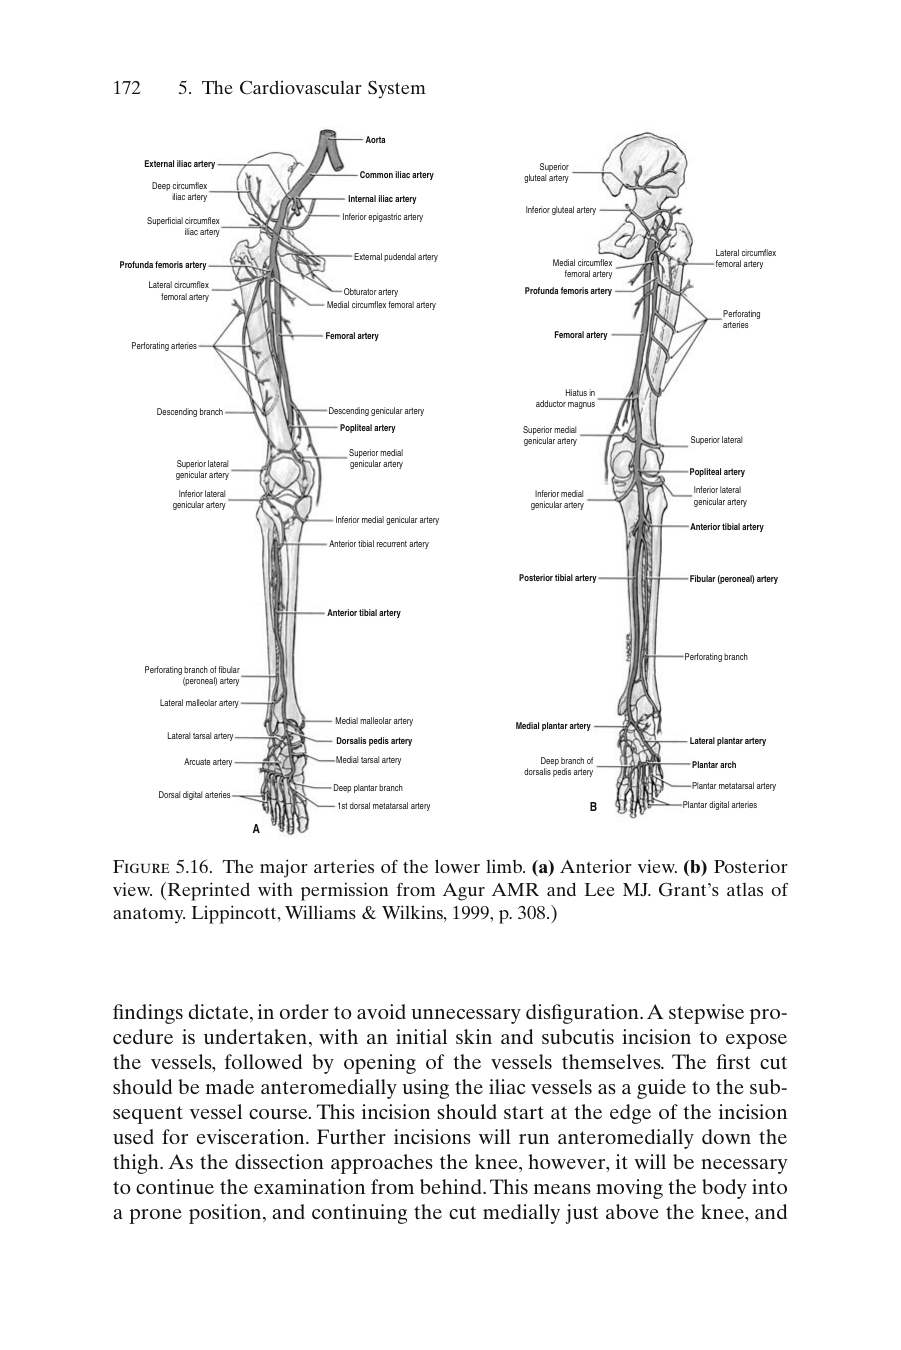 172 5. The Cardiovascular System
Aorta
External iliac artery
Common iliac artery
Deep circumflex
iliac artery
Internal iliac artery
Inferior epigastric artery
Superficial circumflex
iliac artery
External pudendal artery
Profunda femoris artery
Lateral circumflex
femoral artery
Obturator artery
Medial circumflex femoral artery
Femoral artery
Perforating arteries
Descending branch
Descending genicular artery
Popliteal artery
Superior medial
genicular artery
Superior lateral
genicular artery
Inferior lateral
genicular artery
Inferior medial genicular artery
Anterior tibial recurrent artery
Anterior tibial artery
Perforating branch of fibular
(peroneal) artery
Lateral malleolar artery
Medial malleolar artery
Lateral tarsal artery
Dorsalis pedis artery
Arcuate artery
Medial tarsal artery
Deep plantar branch
Dorsal digital arteries
1st dorsal metatarsal artery
A
Superior
gluteal artery
Inferior gluteal artery
Lateral circumflex
femoral artery
Medial circumflex
femoral artery
Profunda femoris artery
Perforating
arteries
Femoral artery
Hiatus in
adductor magnus
Superior medial
genicular artery
Superior lateral
Popliteal artery
Inferior medial
genicular artery
Inferior lateral
genicular artery
Anterior tibial artery
Posterior tibial artery
Fibular (peroneal) artery
Perforating branch
Medial plantar artery
Lateral plantar artery
Deep branch of
dorsalis pedis artery
Plantar arch
Plantar metatarsal artery
Plantar digital arteries
B
Figure 5.16. The major arteries of the lower limb. (a) Anterior view. (b) Posterior
view. (Reprinted with permission from Agur AMR and Lee MJ. Grant's atlas of
anatomy. Lippincott, Williams & Wilkins, 1999, p. 308.)
findings dictate, in order to avoid unnecessary disfiguration. A stepwise pro-
cedure is undertaken, with an initial skin and subcutis incision to expose
the vessels, followed by opening of the vessels themselves. The first cut
should be made anteromedially using the iliac vessels as a guide to the sub-
sequent vessel course. This incision should start at the edge of the incision
used for evisceration. Further incisions will run anteromedially down the
thigh. As the dissection approaches the knee, however, it will be necessary
to continue the examination from behind. This means moving the body into
a prone position, and continuing the cut medially just above the knee, and